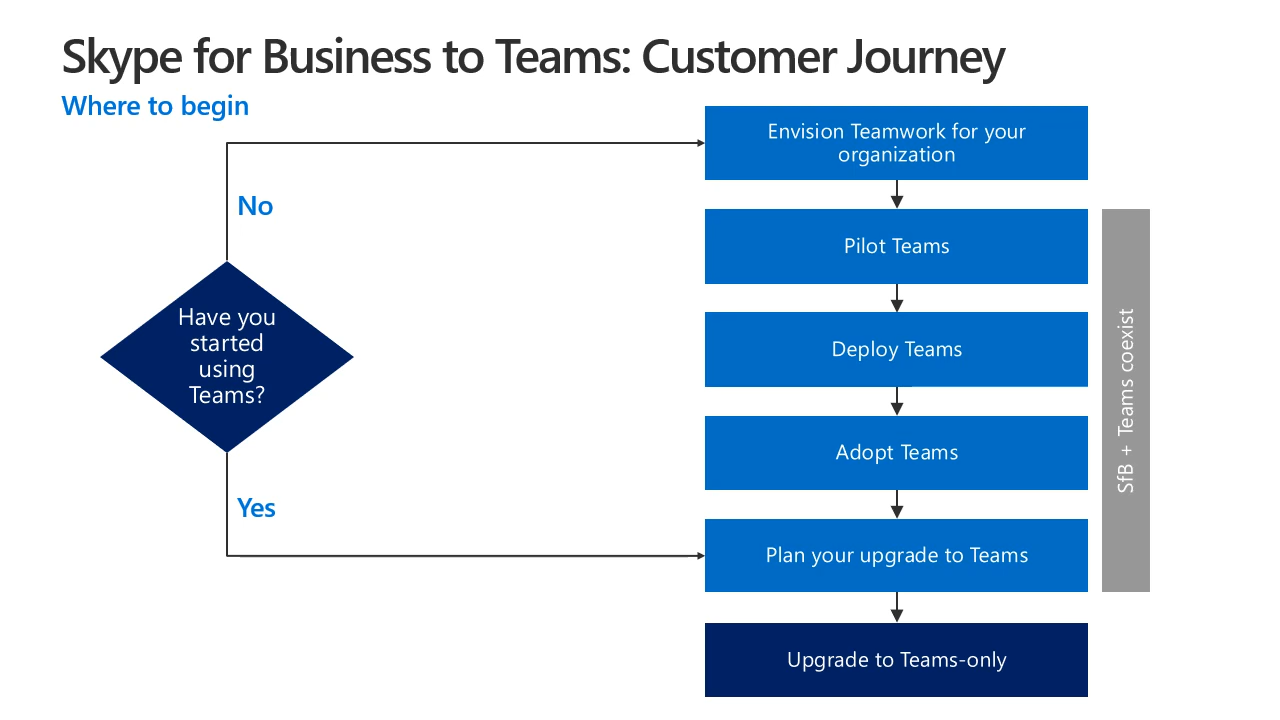 Skype for Business to Teams: Customer Journey
Where to begin
No
Have you
started
using
Teams?
Yes
Envision Teamwork for your
organization
Pilot Teams
Deploy Teams
Adopt Teams
Plan your upgrade to Teams
Upgrade to Teams-only
SfB + Teams coexist